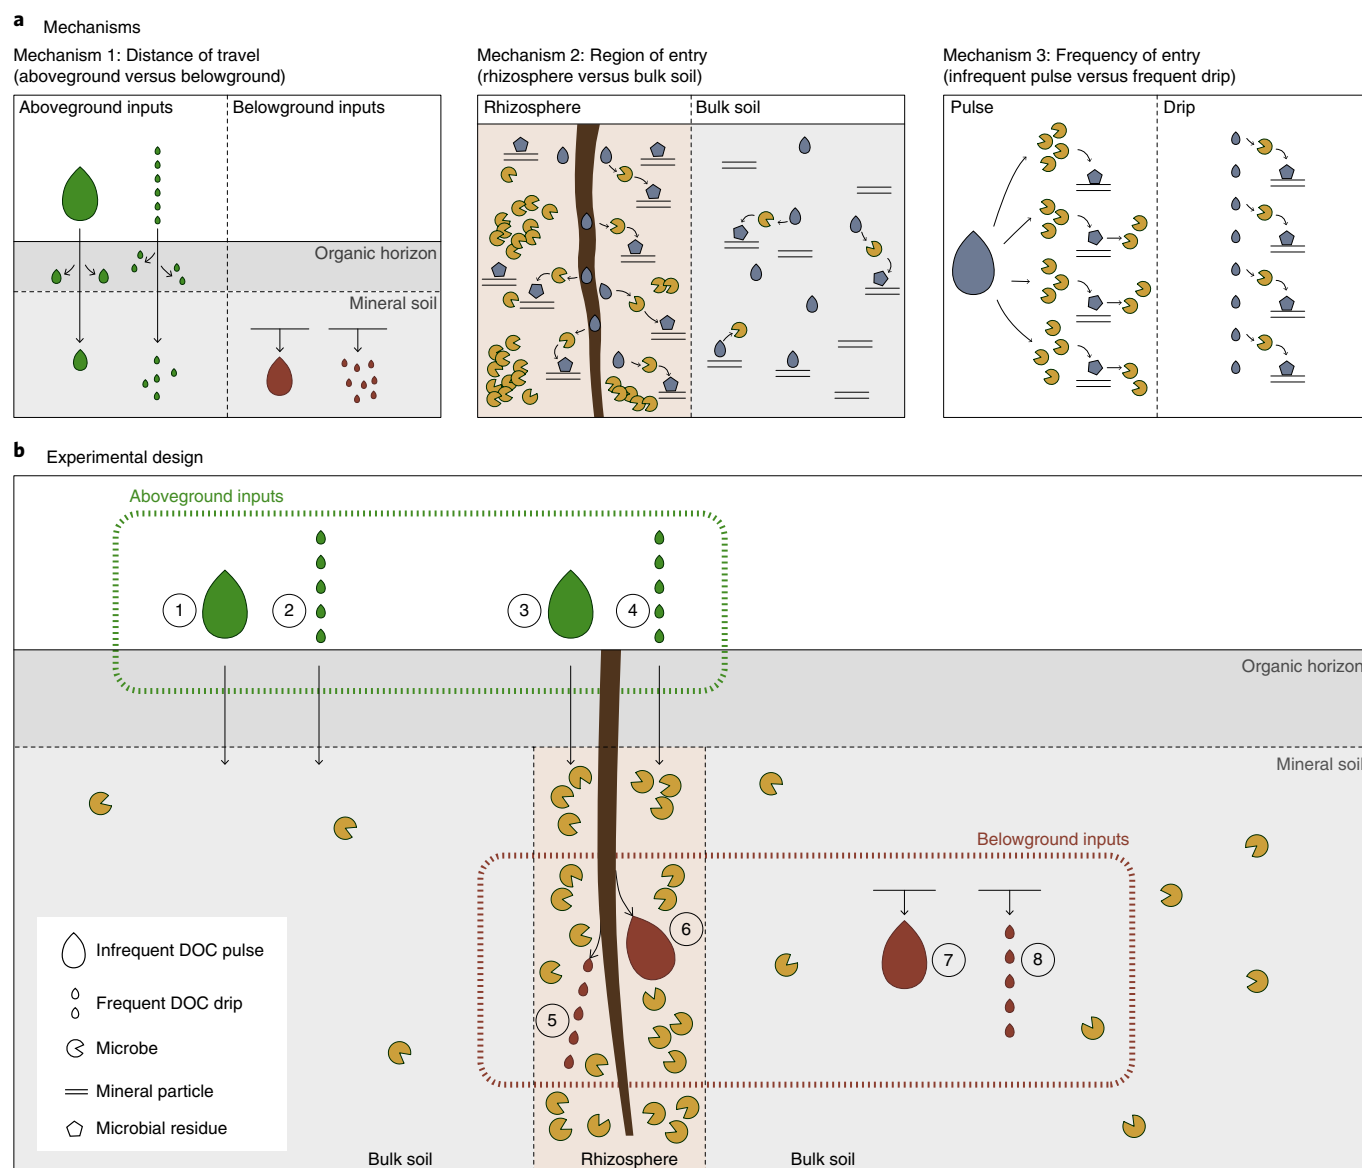 a Mechanisms
Mechanism 1: Distance of travel
(aboveground versus belowground)
Aboveground inputs
Belowground inputs
Organic horizon
Mineral soil
Mechanism 2: Region of entry
(rhizosphere versus bulk soil)
Rhizosphere
Bulk soil
Mechanism 3: Frequency of entry
(infrequent pulse versus frequent drip)
Pulse
Drip
b Experimental design
Aboveground inputs
1
2
3
4
Organic horizon
Mineral soil
Belowground inputs
6
7
8
5
Infrequent DOC pulse
Frequent DOC drip
Microbe
Mineral particle
Microbial residue
Bulk soil
Rhizosphere
Bulk soil